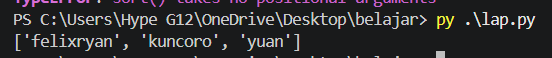 TypeError: sort() takes no positional arguments
PS C:\Users\Hype G12\OneDrive\Desktop\belajar> py .\lap.py
['felixryan', 'kuncoro', 'yuan']